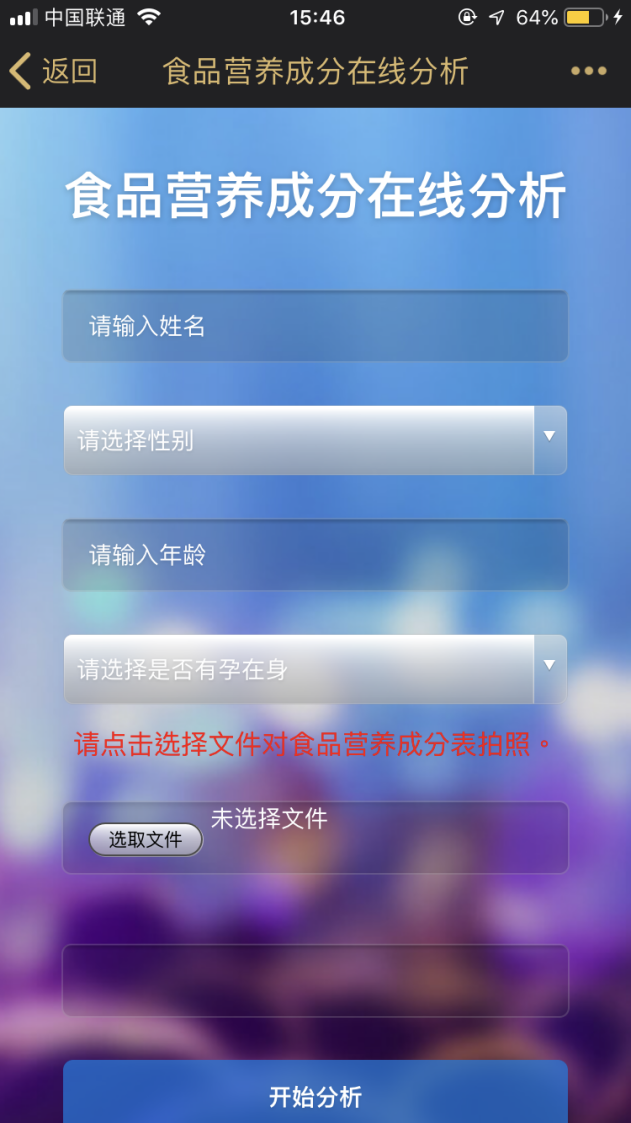 中国联通 15:46 64%
返回 食品营养成分在线分析
食品营养成分在线分析
请输入姓名
请选择性别
请输入年龄
请选择是否有孕在身
请点击选择文件对食品营养成分表拍照。
选取文件 未选择文件
开始分析